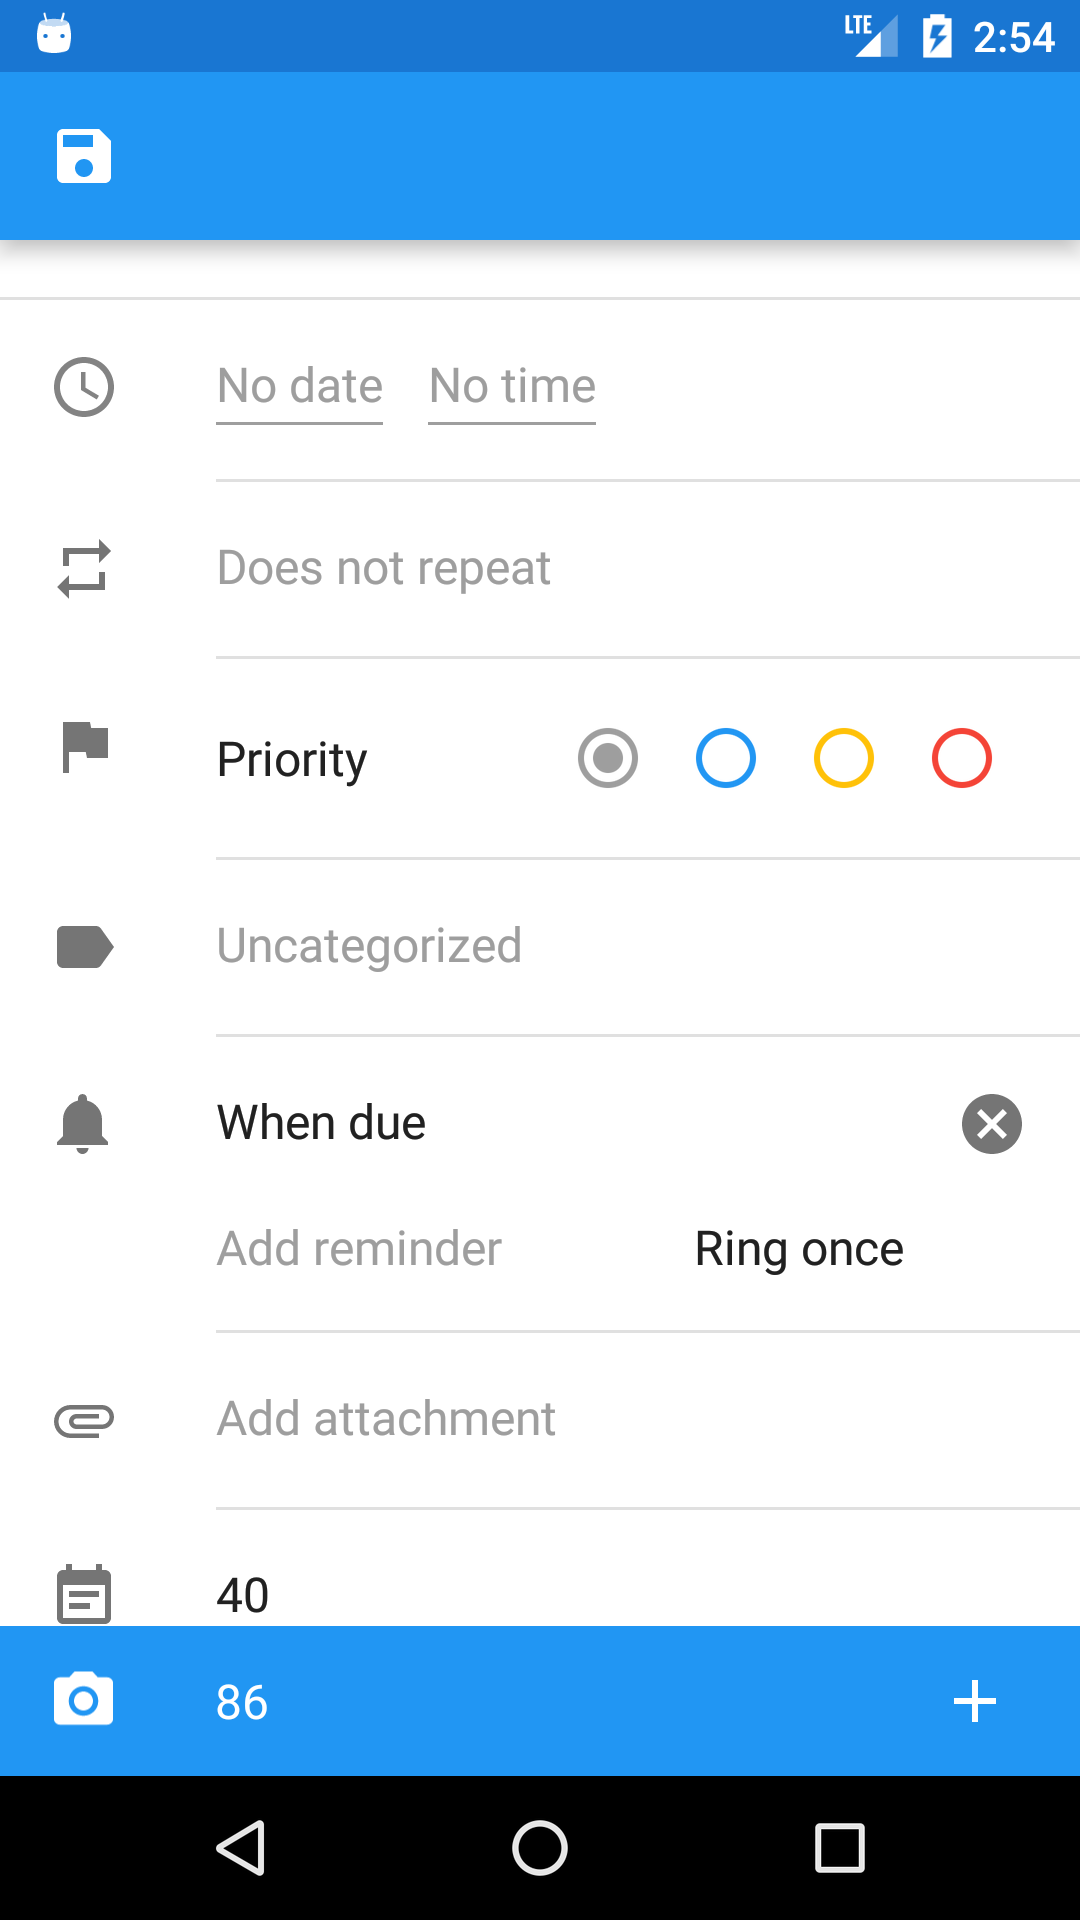 LTE 2:54
No date No time
Does not repeat
Priority
Uncategorized
When due
Add reminder Ring once
Add attachment
40
86